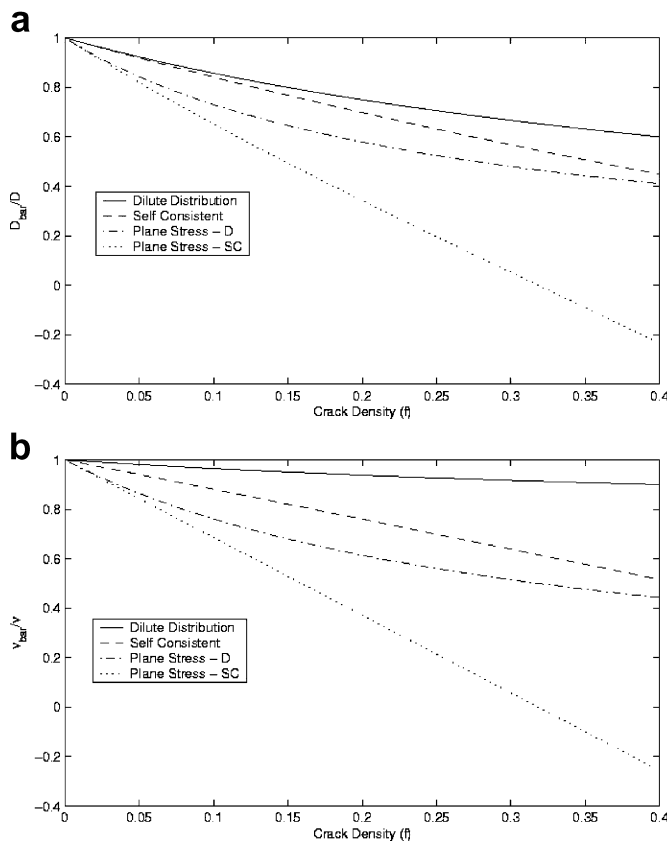 a
1
0.8
0.6
0.4
0.2
0
−0.2
−0.4
D_bar/D
Dilute Distribution
Self Consistent
Plane Stress − D
Plane Stress − SC
0 0.05 0.1 0.15 0.2 0.25 0.3 0.35 0.4
Crack Density (f)
b
1
0.8
0.6
0.4
0.2
0
−0.2
−0.4
ν_bar/ν
Dilute Distribution
Self Consistent
Plane Stress − D
Plane Stress − SC
0 0.05 0.1 0.15 0.2 0.25 0.3 0.35 0.4
Crack Density (f)